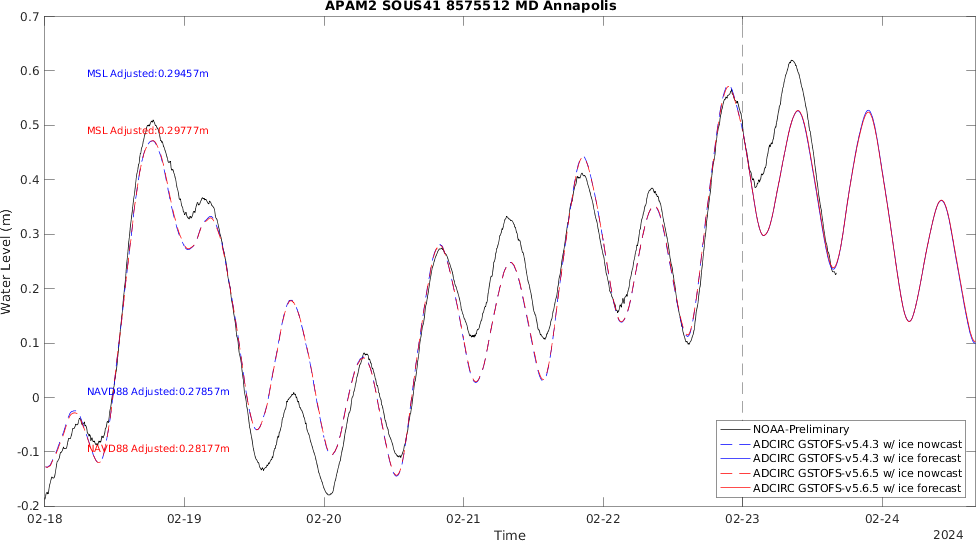 APAM2 SOUS41 8575512 MD Annapolis
0.7
0.6
0.5
0.4
0.3
0.2
0.1
0
-0.1
-0.2
Water Level (m)
MSL Adjusted:0.29457m
MSL Adjusted:0.29777m
NAVD88 Adjusted:0.27857m
NAVD88 Adjusted:0.28177m
NOAA-Preliminary
ADCIRC GSTOFS-v5.4.3 w/ ice nowcast
ADCIRC GSTOFS-v5.4.3 w/ ice forecast
ADCIRC GSTOFS-v5.6.5 w/ ice nowcast
ADCIRC GSTOFS-v5.6.5 w/ ice forecast
02-18 02-19 02-20 02-21 02-22 02-23 02-24
Time
2024